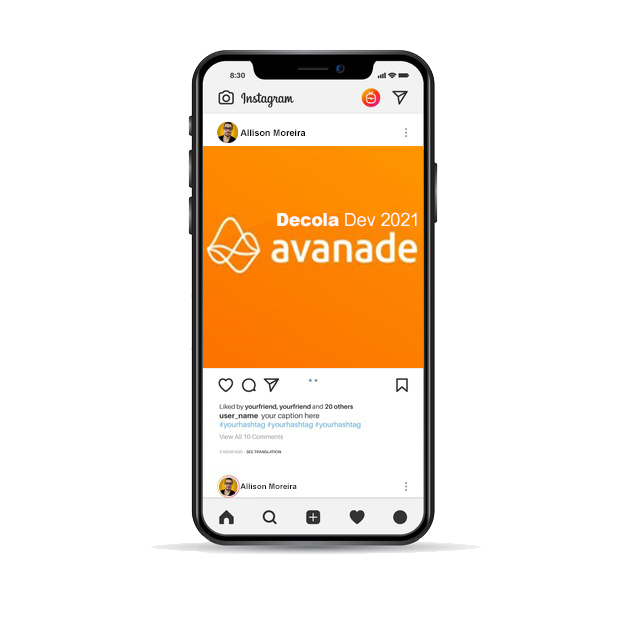 8:30
Instagram
Allison Moreira
Decola Dev 2021
avanade
Liked by yourfriend, yourfriend and 20 others
user_name your caption here
#yourhashtag #yourhashtag #yourhashtag
View All 10 Comments
• SEE TRANSLATION
Allison Moreira